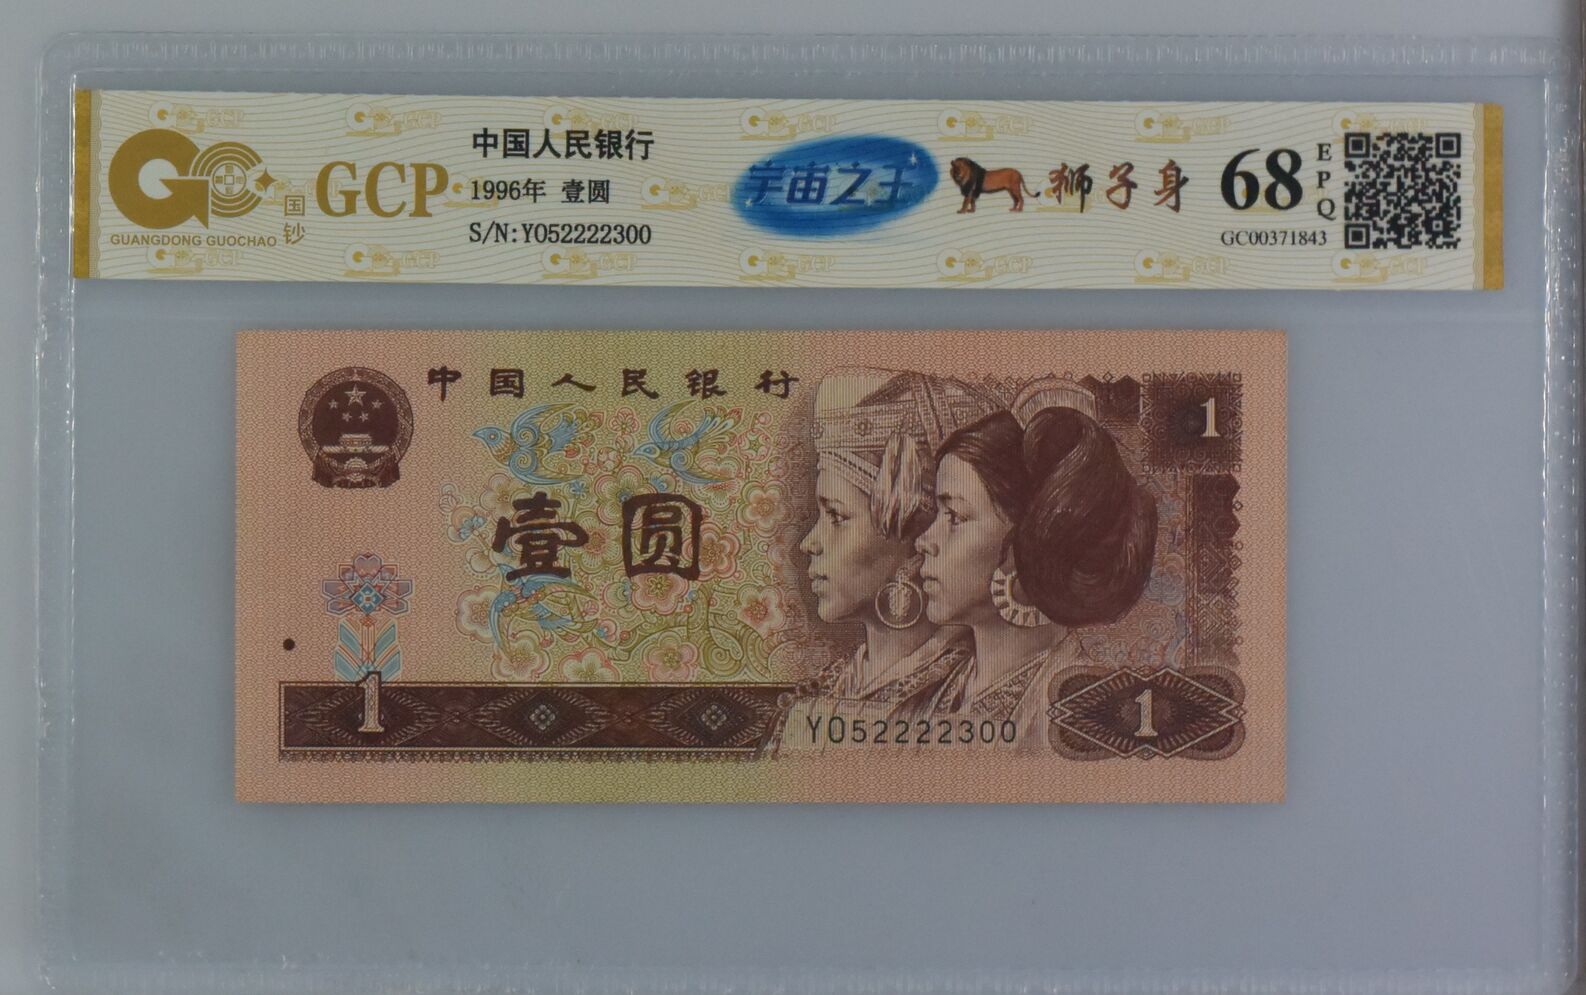 GUANGDONG GUOCHAO
国钞
GCP
中国人民银行
1996年 壹圆
S/N:Y052222300
宇宙之王
狮子身
68
EPQ
GC00371843
中国人民银行
1
壹圆
1
Y052222300
1